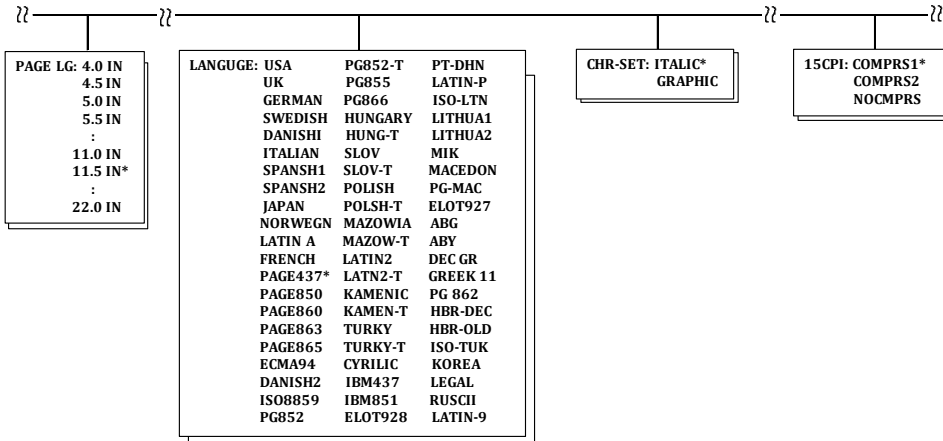 PAGE LG: 4.0 IN
4.5 IN
5.0 IN
5.5 IN
:
11.0 IN
11.5 IN*
:
22.0 IN
LANGUGE: USA PG852-T PT-DHN
UK PG855 LATIN-P
GERMAN PG866 ISO-LTN
SWEDISH HUNGARY LITHUA1
DANISHI HUNG-T LITHUA2
ITALIAN SLOV MIK
SPANSH1 SLOV-T MACEDON
SPANSH2 POLISH PG-MAC
JAPAN POLSH-T ELOT927
NORWEGN MAZOWIA ABG
LATIN A MAZOW-T ABY
FRENCH LATIN2 DEC GR
PAGE437* LATN2-T GREEK 11
PAGE850 KAMENIC PG 862
PAGE860 KAMEN-T HBR-DEC
PAGE863 TURKY HBR-OLD
PAGE865 TURKY-T ISO-TUK
ECMA94 CYRILIC KOREA
DANISH2 IBM437 LEGAL
ISO8859 IBM851 RUSCII
PG852 ELOT928 LATIN-9
CHR-SET: ITALIC*
GRAPHIC
15CPI: COMPRS1*
COMPRS2
NOCMPRS